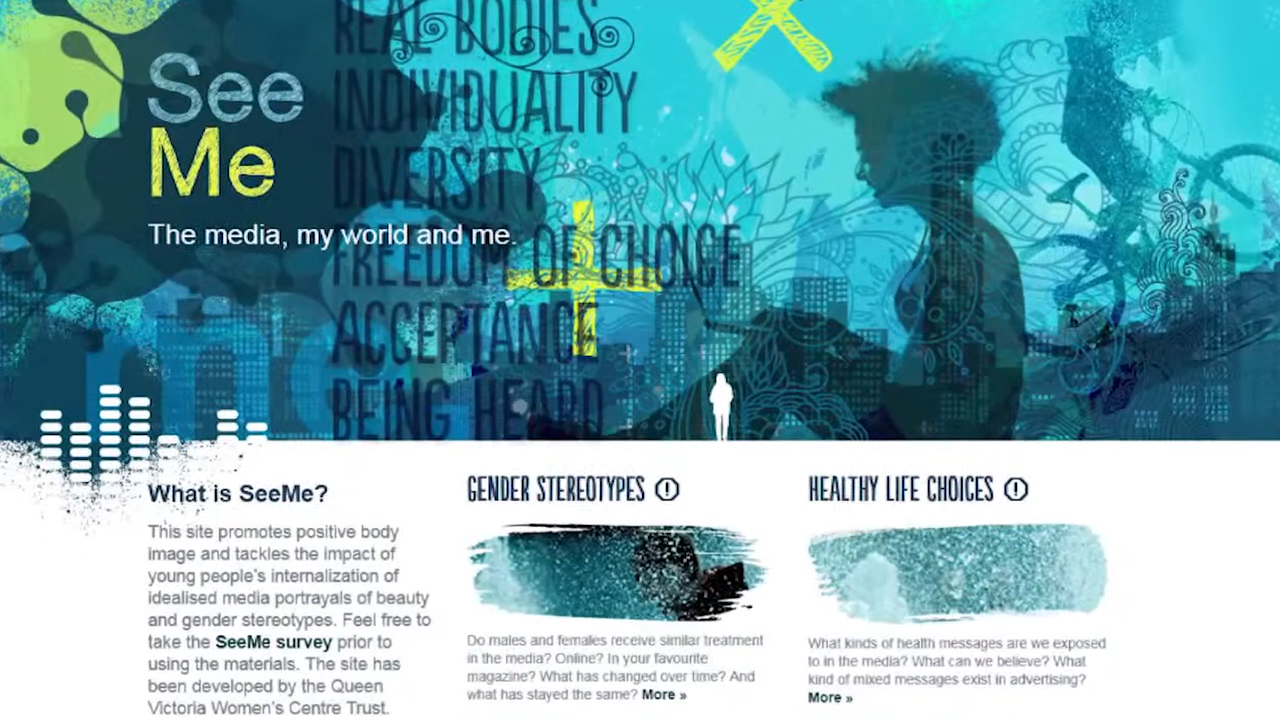 REAL BODIES
INDIVIDUALITY
DIVERSITY
FREEDOM OF CHOICE
ACCEPTANCE
BEING HEARD
See
Me
The media, my world and me.
me
What is SeeMe?
This site promotes positive body
image and tackles the impact of
young people's internalization of
idealised media portrayals of beauty
and gender stereotypes. Feel free to
take the SeeMe survey prior to
using the materials. The site has
been developed by the Queen
Victoria Women's Centre Trust.
GENDER STEREOTYPES
Do males and females receive similar treatment
in the media? Online? In your favourite
magazine? What has changed over time? And
what has stayed the same? More »
HEALTHY LIFE CHOICES
What kinds of health messages are we exposed
to in the media? What can we believe? What
kind of mixed messages exist in advertising?
More »